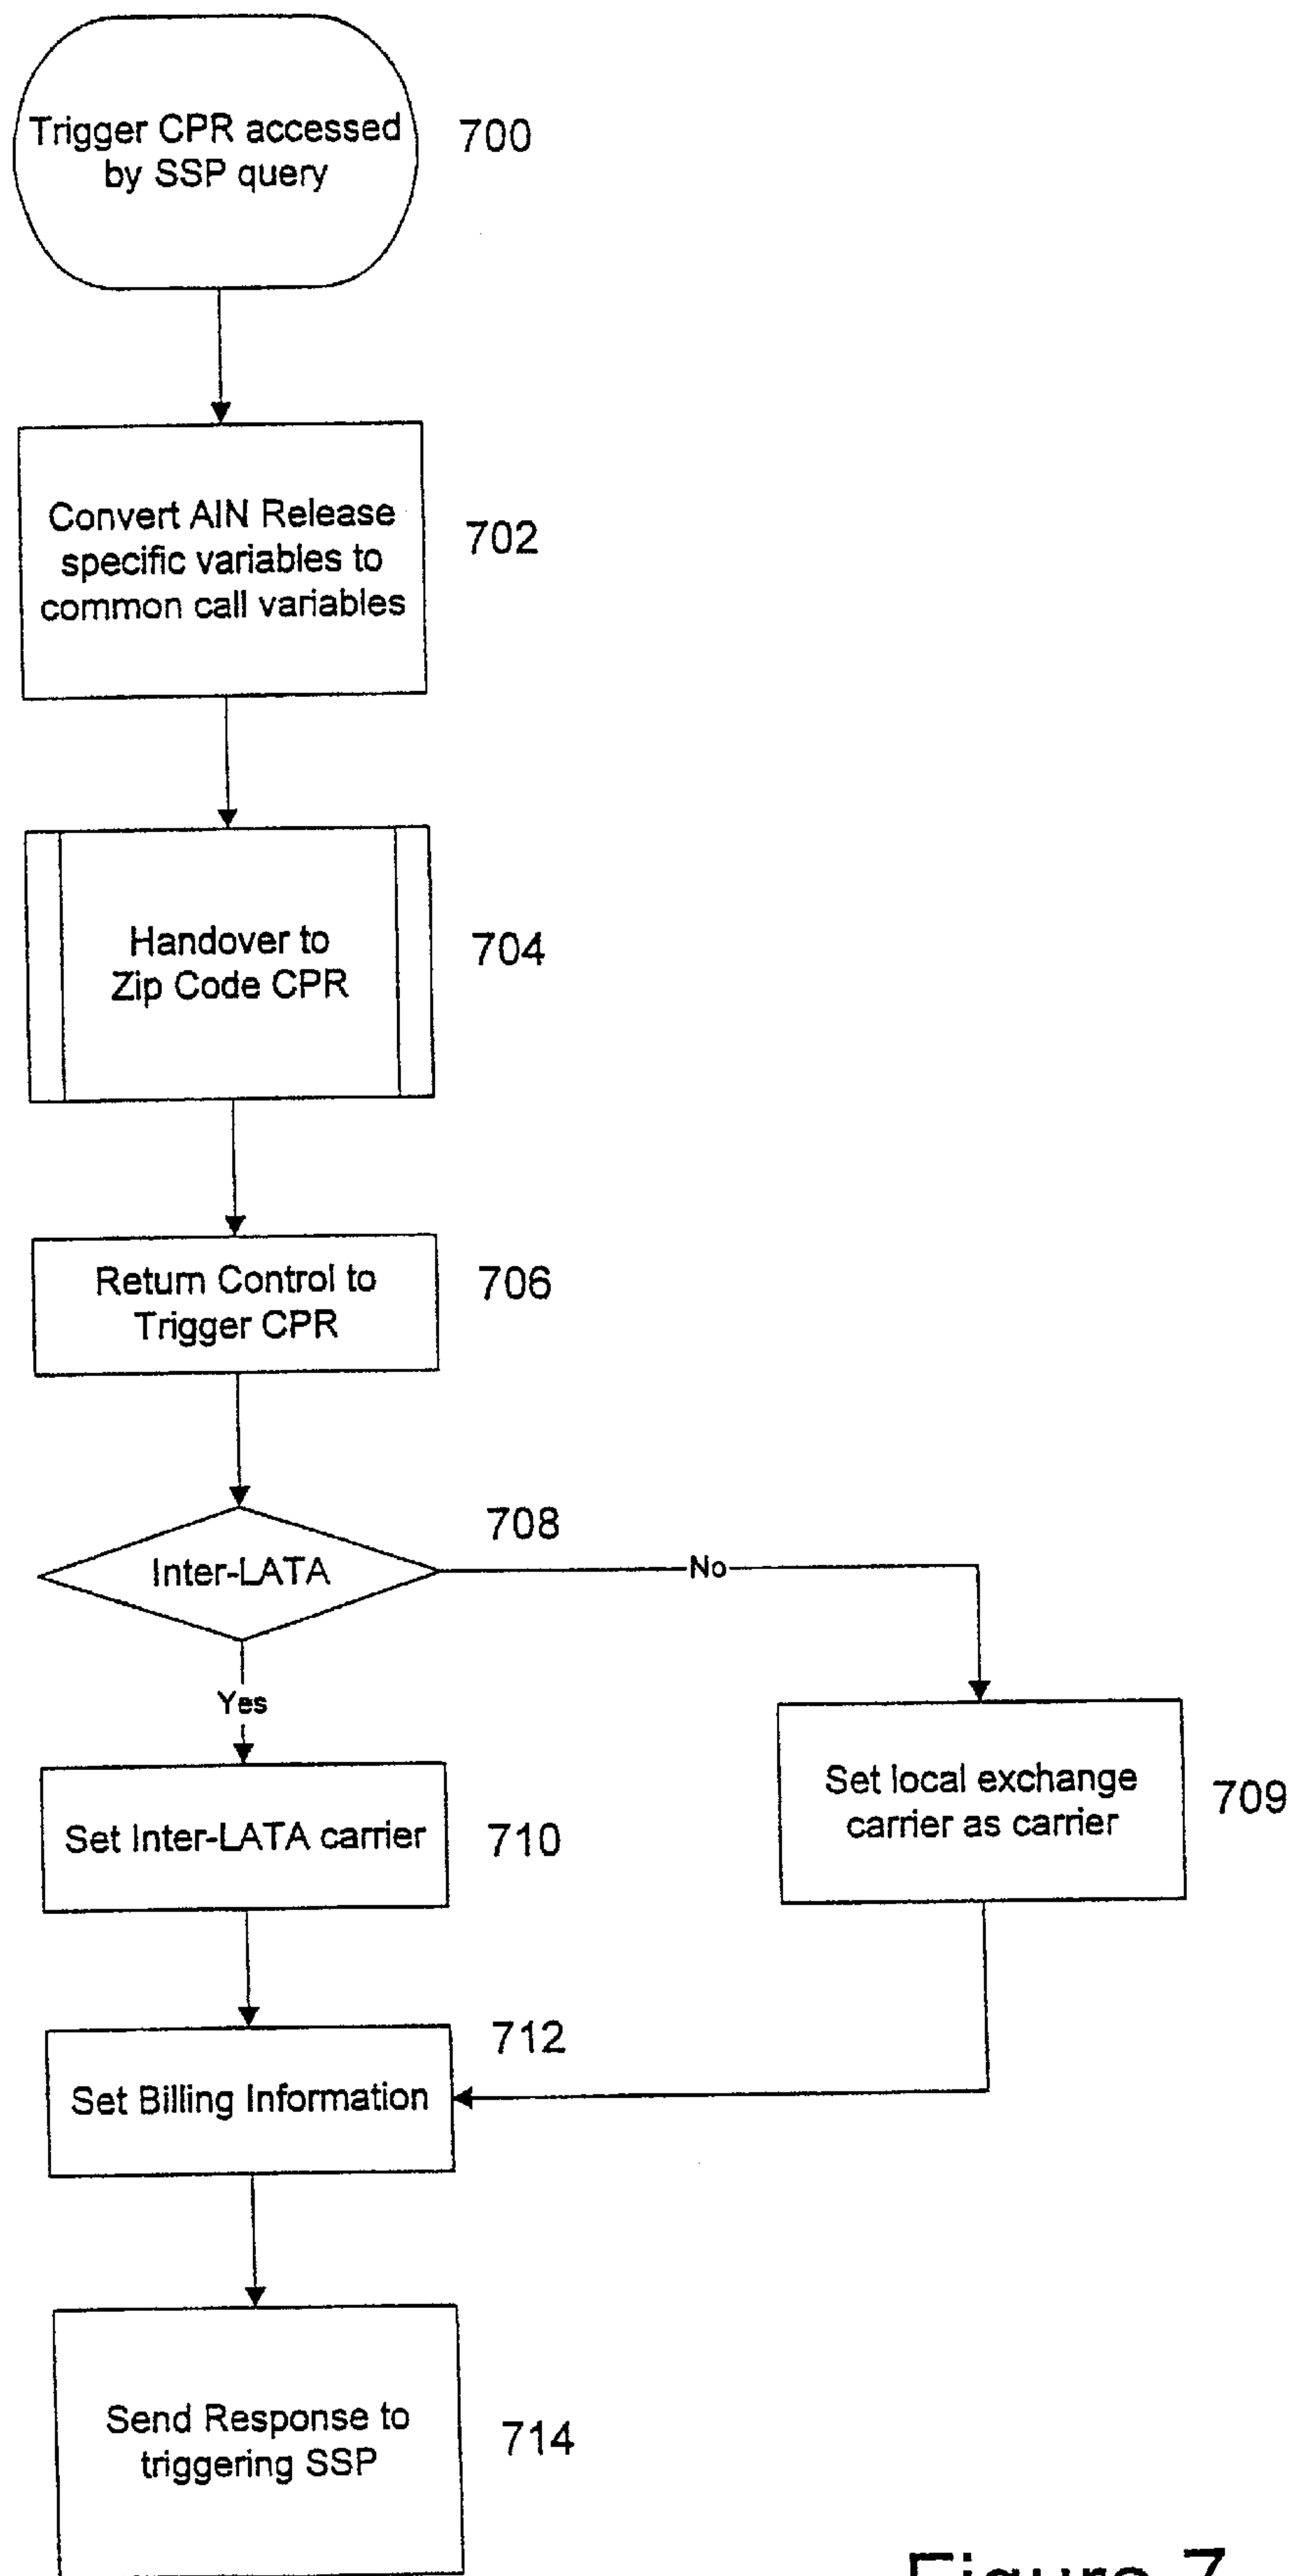 Trigger CPR accessed
by SSP query
700
Convert AIN Release
specific variables to
common call variables
702
Handover to
Zip Code CPR
704
Return Control to
Trigger CPR
706
708
Inter-LATA
No
Yes
Set local exchange
carrier as carrier
709
Set Inter-LATA carrier
710
712
Set Billing Information
Send Response to
triggering SSP
714
Figure 7